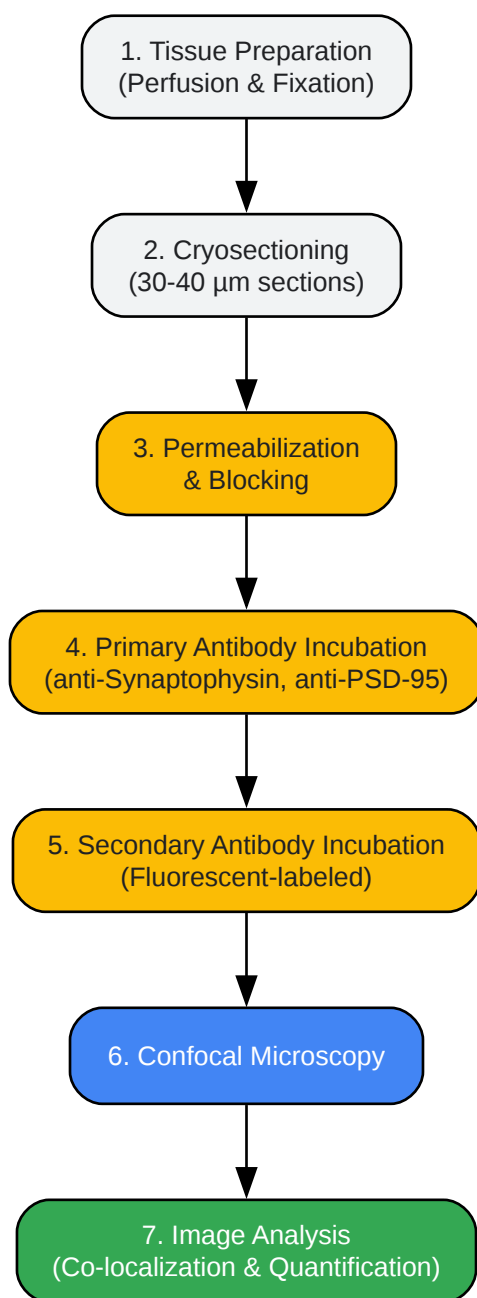 1. Tissue Preparation
(Perfusion & Fixation)
2. Cryosectioning
(30-40 µm sections)
3. Permeabilization
& Blocking
4. Primary Antibody Incubation
(anti-Synaptophysin, anti-PSD-95)
5. Secondary Antibody Incubation
(Fluorescent-labeled)
6. Confocal Microscopy
7. Image Analysis
(Co-localization & Quantification)